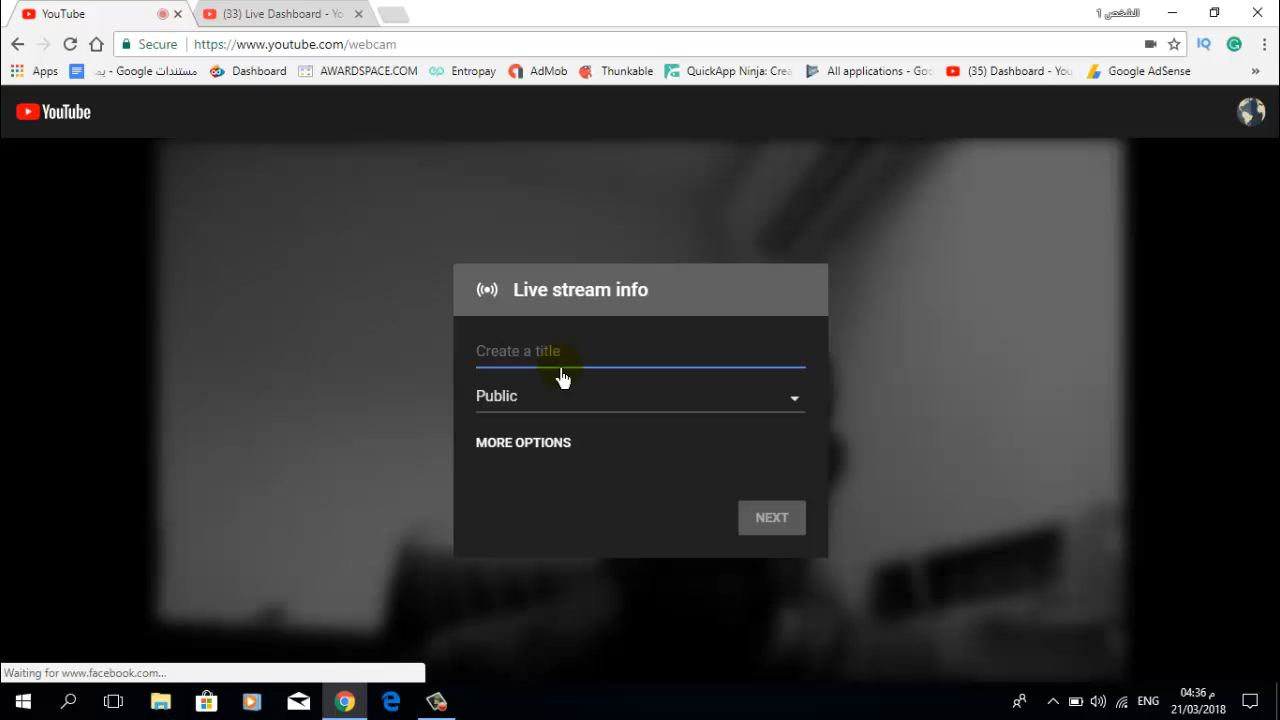 YouTube
(33) Live Dashboard - Yo
الشخص 1
Secure
https://www.youtube.com/webcam
Apps
مستندات Google - يم
Dashboard
AWARDSPACE.COM
Entropay
AdMob
Thunkable
QuickApp Ninja: Crea
All applications - Goo
(35) Dashboard - You
Google AdSense
»
YouTube
Live stream info
Create a title
Public
MORE OPTIONS
NEXT
Waiting for www.facebook.com...
ENG
04:36 م
21/03/2018